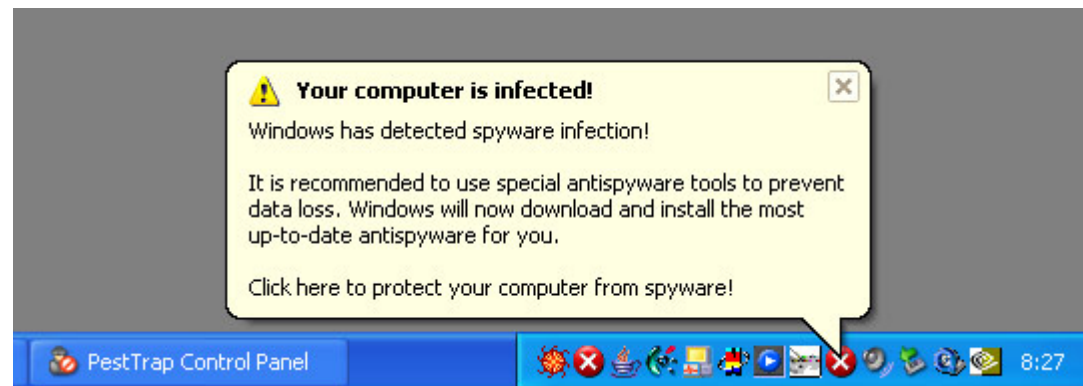 Your computer is infected!
Windows has detected spyware infection!
It is recommended to use special antispyware tools to prevent
data loss. Windows will now download and install the most
up-to-date antispyware for you.
Click here to protect your computer from spyware!
PestTrap Control Panel
8:27